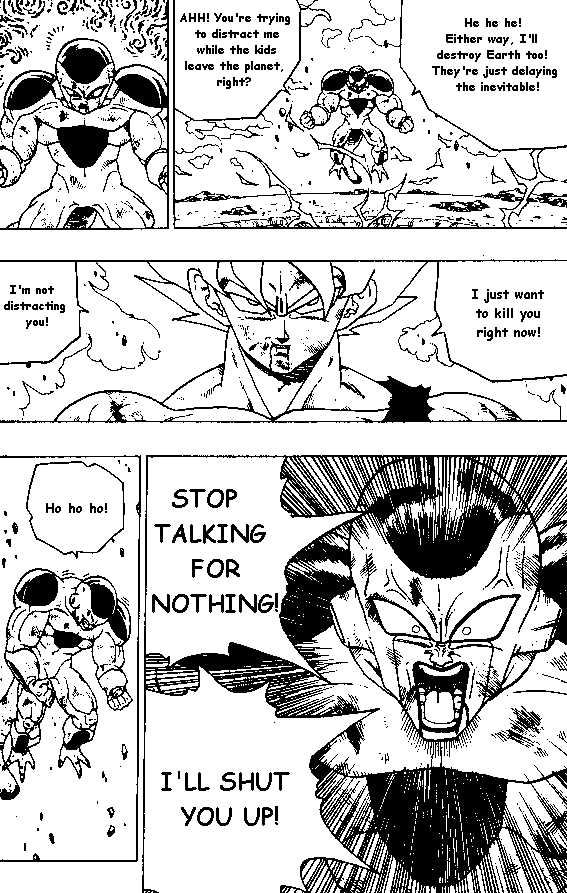 AHH! You're trying
to distract me
while the kids
leave the planet,
right?
He he he!
Either way, I'll
destroy Earth too!
They're just delaying
the inevitable!
I'm not
distracting
you!
I just want
to kill you
right now!
Ho ho ho!
STOP
TALKING
FOR
NOTHING!
I'LL SHUT
YOU UP!